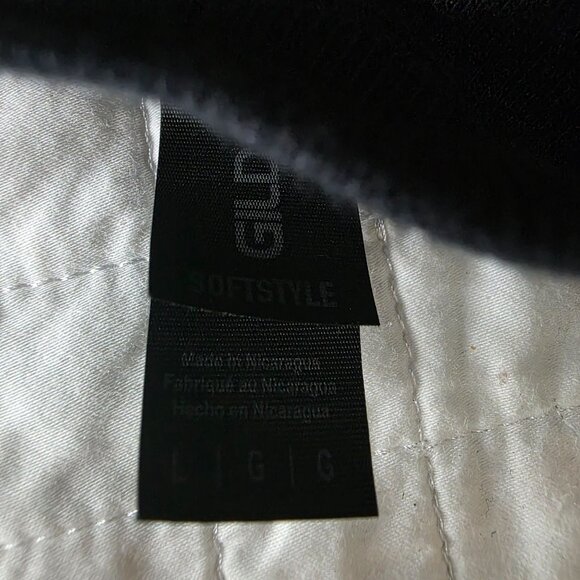 GILD
SOFTSTYLE
Made in Nicaragua
Fabriqué au Nicaragua
Hecho en Nicaragua
L | G | G